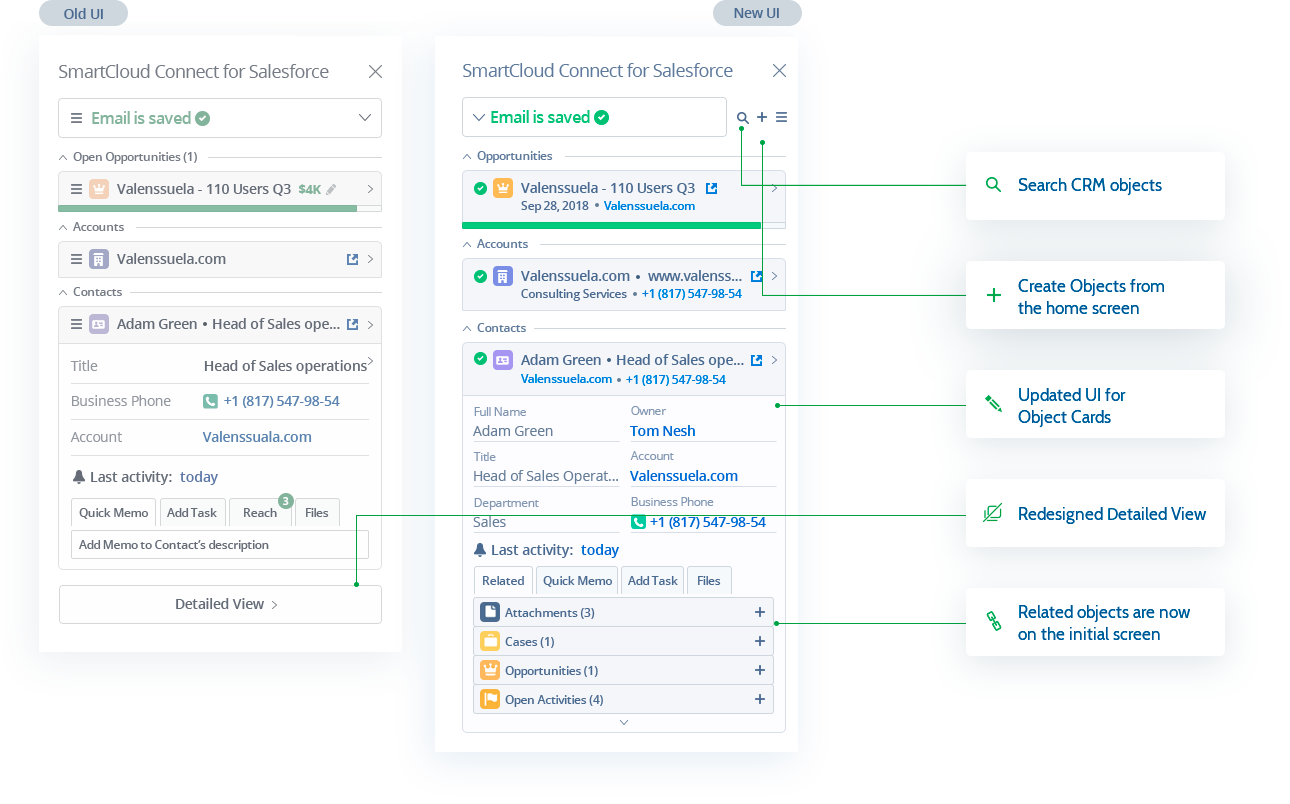 Old UI
SmartCloud Connect for Salesforce
Email is saved
Open Opportunities (1)
Valenssuela - 110 Users Q3 $4K
Accounts
Valenssuela.com
Contacts
Adam Green • Head of Sales ope...
Title Head of Sales operations
Business Phone +1 (817) 547-98-54
Account Valenssuala.com
Last activity: today
Quick Memo Add Task Reach 3 Files
Add Memo to Contact's description
Detailed View
New UI
SmartCloud Connect for Salesforce
Email is saved
Opportunities
Valenssuela - 110 Users Q3
Sep 28, 2018 • Valenssuela.com
Accounts
Valenssuela.com • www.valenss...
Consulting Services • +1 (817) 547-98-54
Contacts
Adam Green • Head of Sales ope...
Valenssuela.com • +1 (817) 547-98-54
Full Name Owner
Adam Green Tom Nesh
Title Account
Head of Sales Operat... Valenssuela.com
Department Business Phone
Sales +1 (817) 547-98-54
Last activity: today
Related Quick Memo Add Task Files
Attachments (3)
Cases (1)
Opportunities (1)
Open Activities (4)
Search CRM objects
Create Objects from
the home screen
Updated UI for
Object Cards
Redesigned Detailed View
Related objects are now
on the initial screen